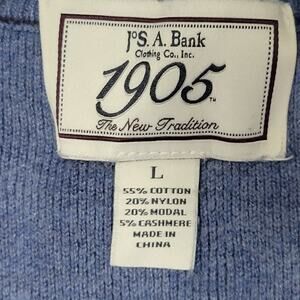 JoS. A. Bank
Clothing Co., Inc.
1905™
The New Tradition
L
55% COTTON
20% NYLON
20% MODAL
5% CASHMERE
MADE IN
CHINA